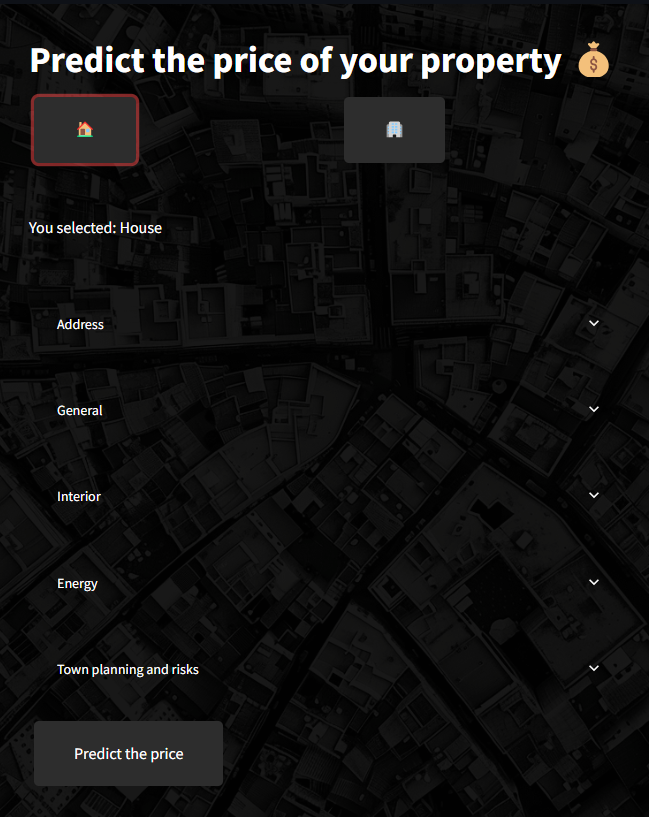 Predict the price of your property
You selected: House
Address
General
Interior
Energy
Town planning and risks
Predict the price